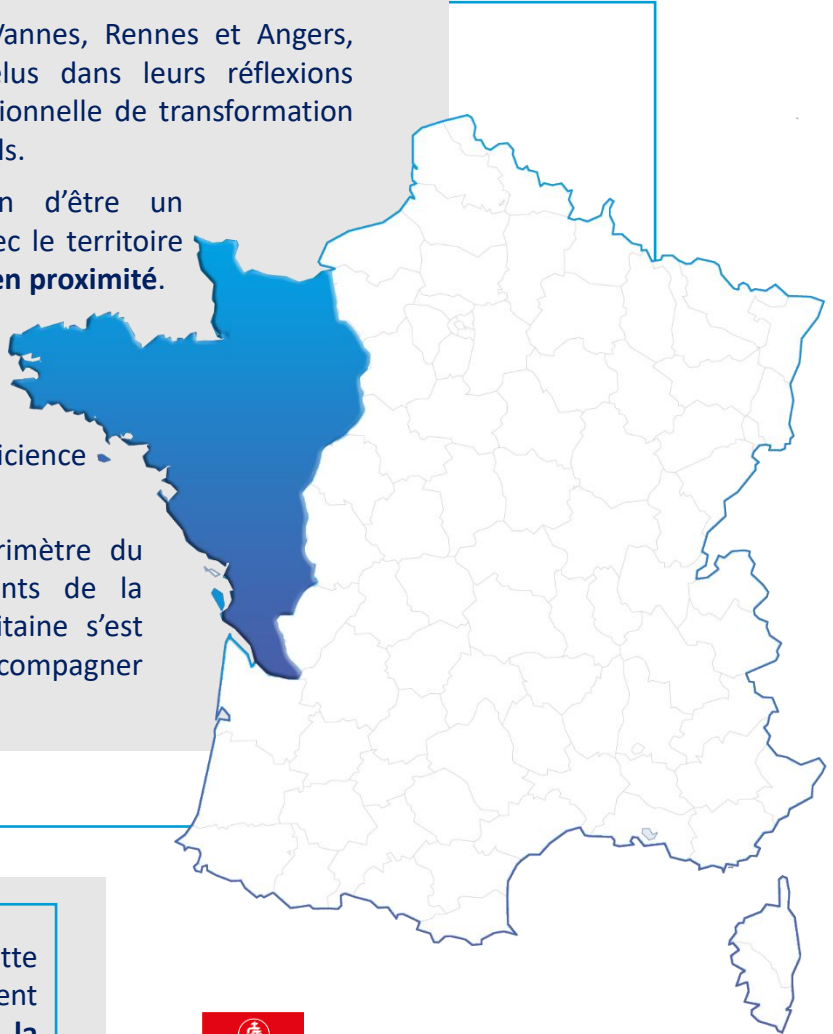 Vannes, Rennes et Angers,
élus dans leurs réflexions
ionnelle de transformation
ls.
n d'être un
ec le territoire
en proximité.
icience
rimètre du
nts de la
itaine s'est
compagner
tte
ent
la